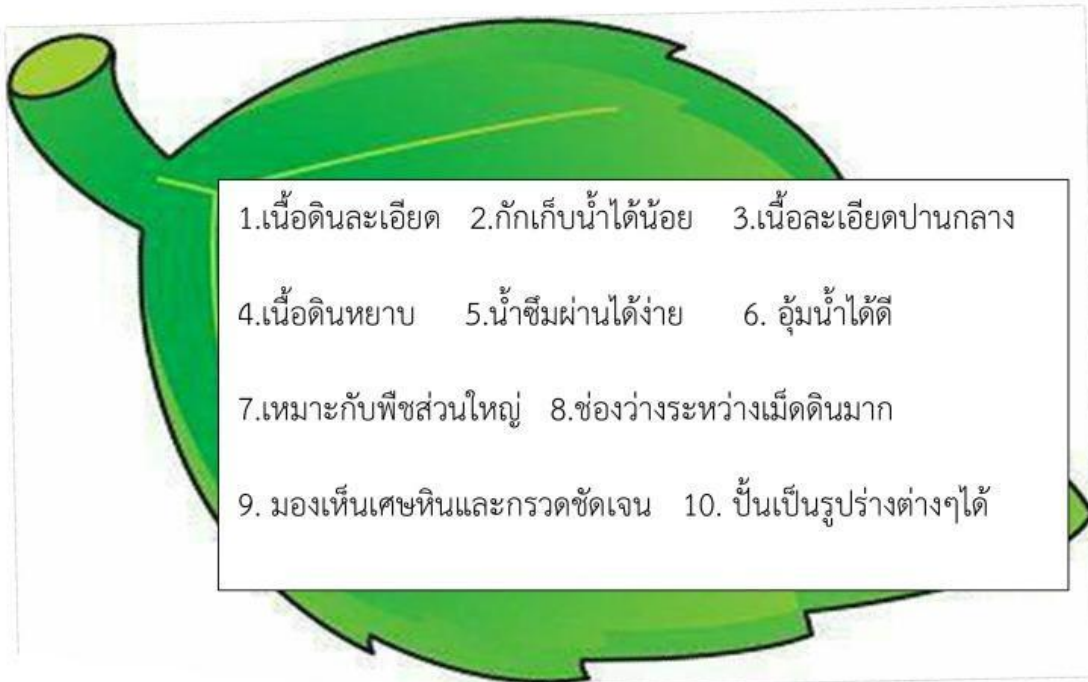 1.เนื้อดินละเอียด 2.กักเก็บน้ำได้น้อย 3.เนื้อละเอียดปานกลาง
4.เนื้อดินหยาบ 5.น้ำซึมผ่านได้ง่าย 6. อุ้มน้ำได้ดี
7.เหมาะกับพืชส่วนใหญ่ 8.ช่องว่างระหว่างเม็ดดินมาก
9. มองเห็นเศษหินและกรวดชัดเจน 10. ปั้นเป็นรูปร่างต่างๆได้